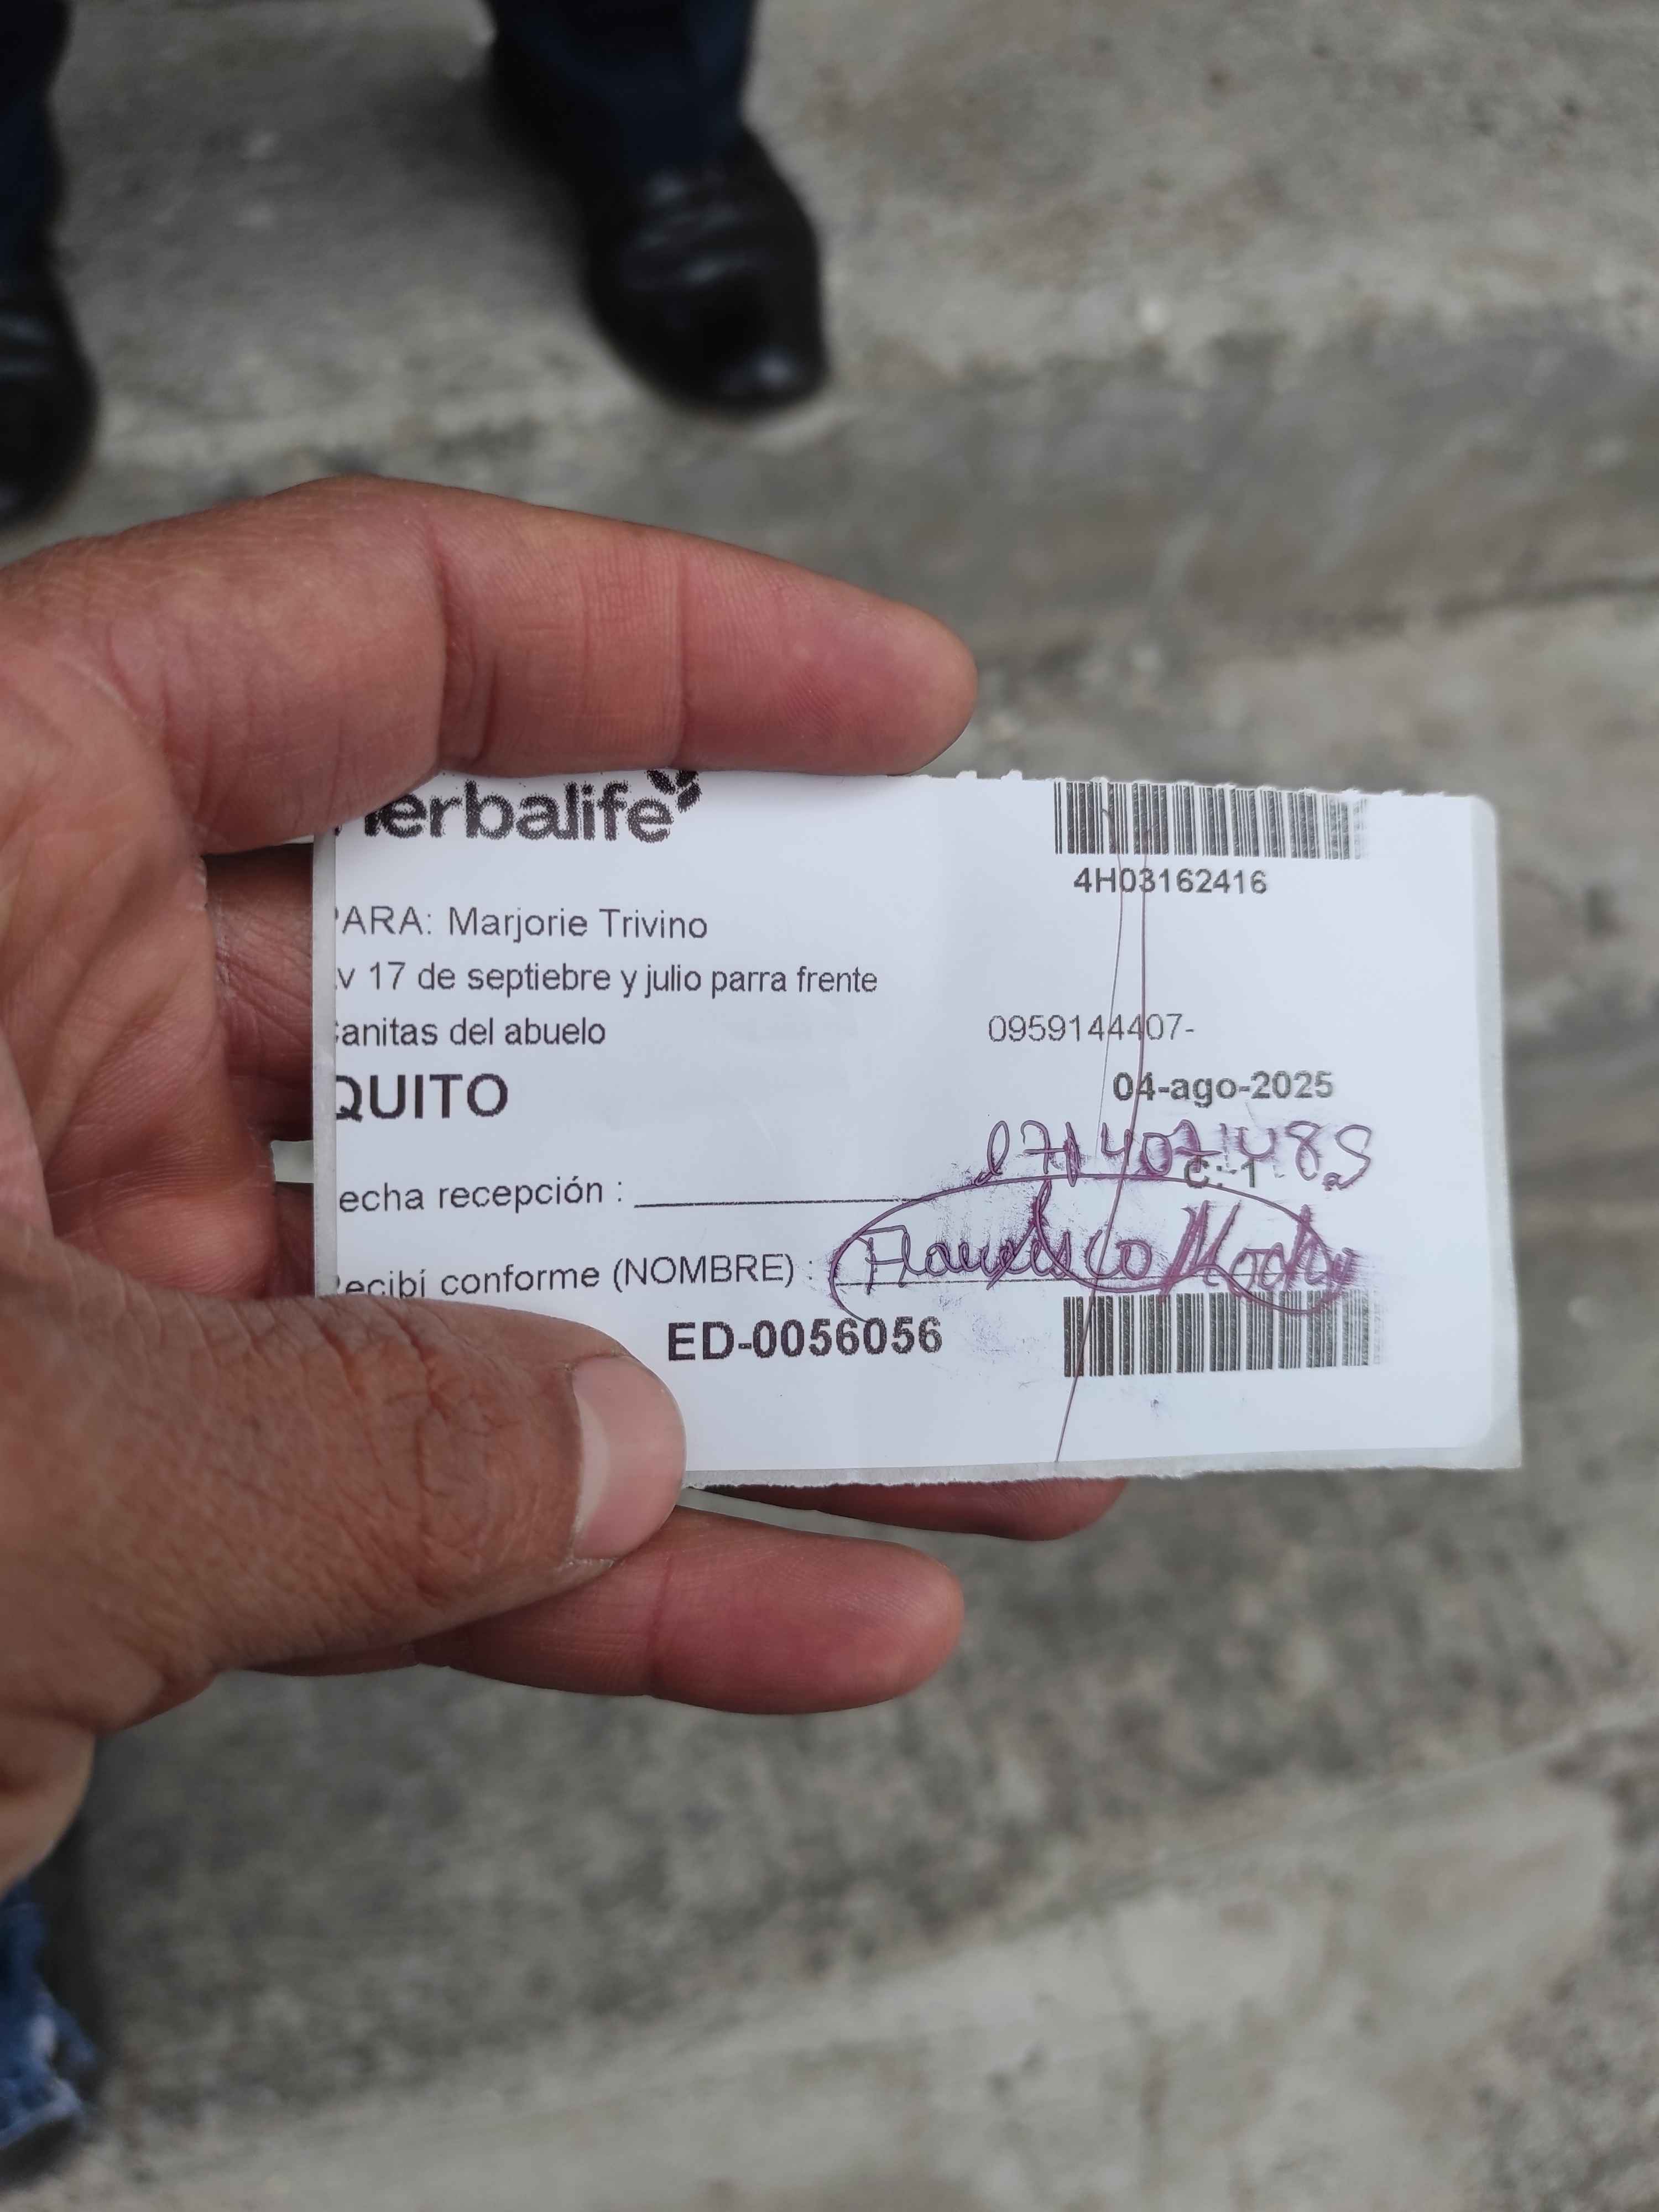 Herbalife
4H03162416
PARA: Marjorie Trivino
v 17 de septiebre y julio parra frente
anitas del abuelo
0959144407-
QUITO
04-ago-2025
C: 1
echa recepción :
ecibí conforme (NOMBRE) :
ED-0056056